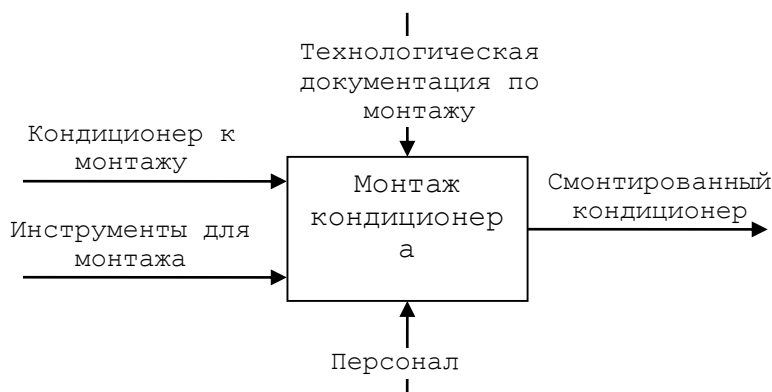 Технологическая
документация по
монтажу
Кондиционер к
монтажу
Монтаж
кондиционер
а
Смонтированный
кондиционер
Инструменты для
монтажа
Персонал